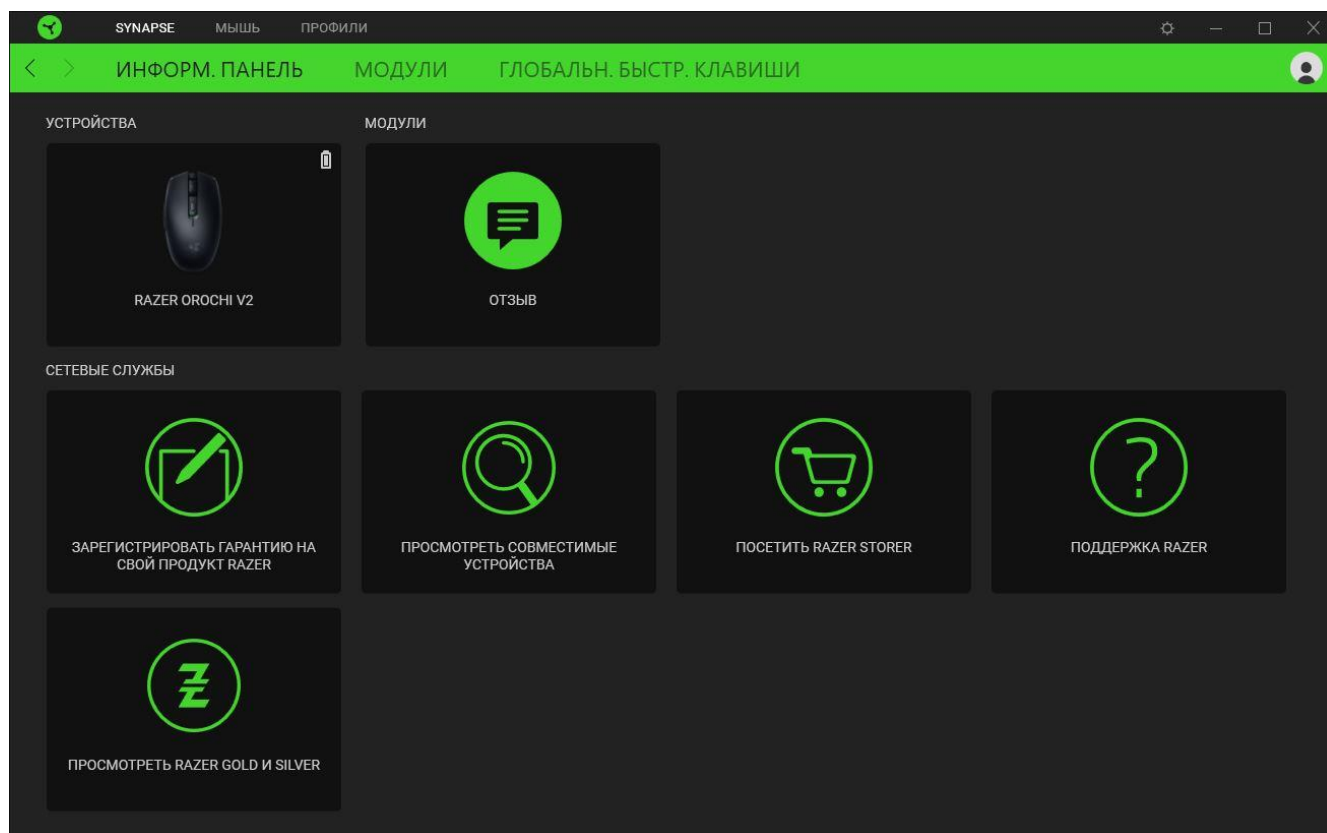 SYNAPSE МЫШЬ ПРОФИЛИ
ИНФОРМ. ПАНЕЛЬ МОДУЛИ ГЛОБАЛЬН. БЫСТР. КЛАВИШИ
УСТРОЙСТВА МОДУЛИ
RAZER OROCHI V2 ОТЗЫВ
СЕТЕВЫЕ СЛУЖБЫ
ЗАРЕГИСТРИРОВАТЬ ГАРАНТИЮ НА
СВОЙ ПРОДУКТ RAZER
ПРОСМОТРЕТЬ СОВМЕСТИМЫЕ
УСТРОЙСТВА
ПОСЕТИТЬ RAZER STORER
ПОДДЕРЖКА RAZER
ПРОСМОТРЕТЬ RAZER GOLD И SILVER